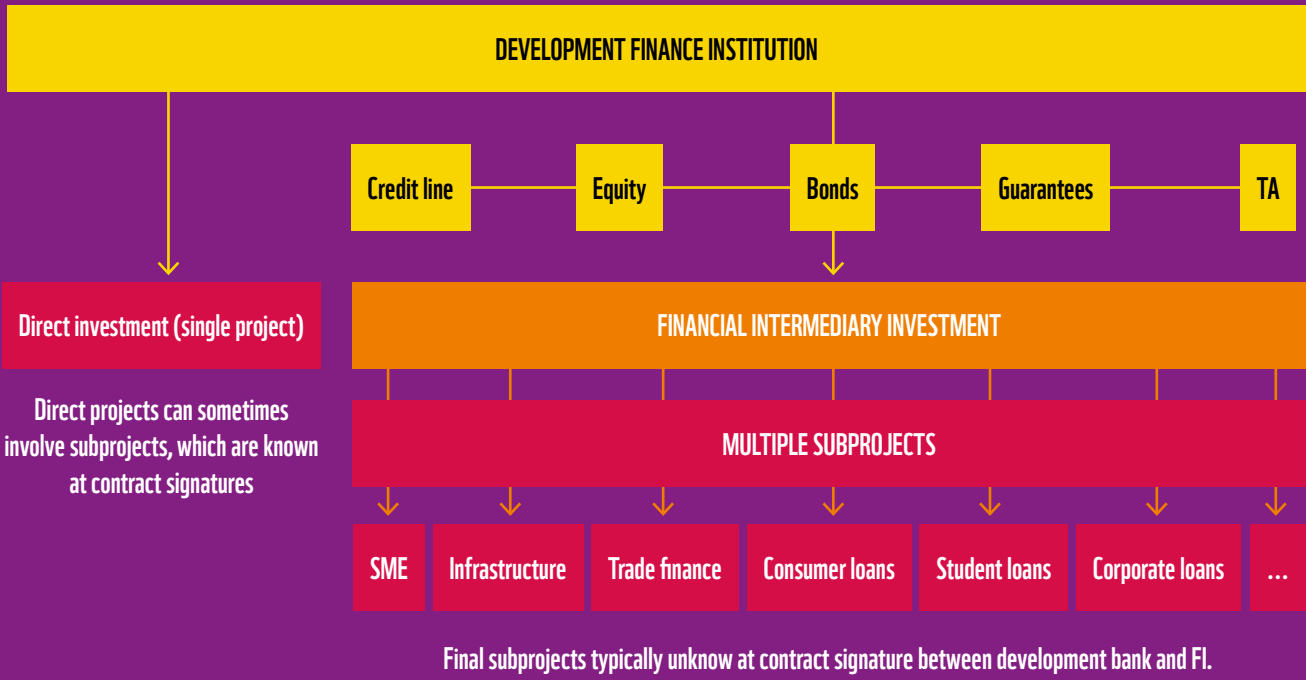 DEVELOPMENT FINANCE INSTITUTION
Credit line
Equity
Bonds
Guarantees
TA
Direct investment (single project)
FINANCIAL INTERMEDIARY INVESTMENT
Direct projects can sometimes
involve subprojects, which are known
at contract signatures
MULTIPLE SUBPROJECTS
SME
Infrastructure
Trade finance
Consumer loans
Student loans
Corporate loans
...
Final subprojects typically unknow at contract signature between development bank and FI.